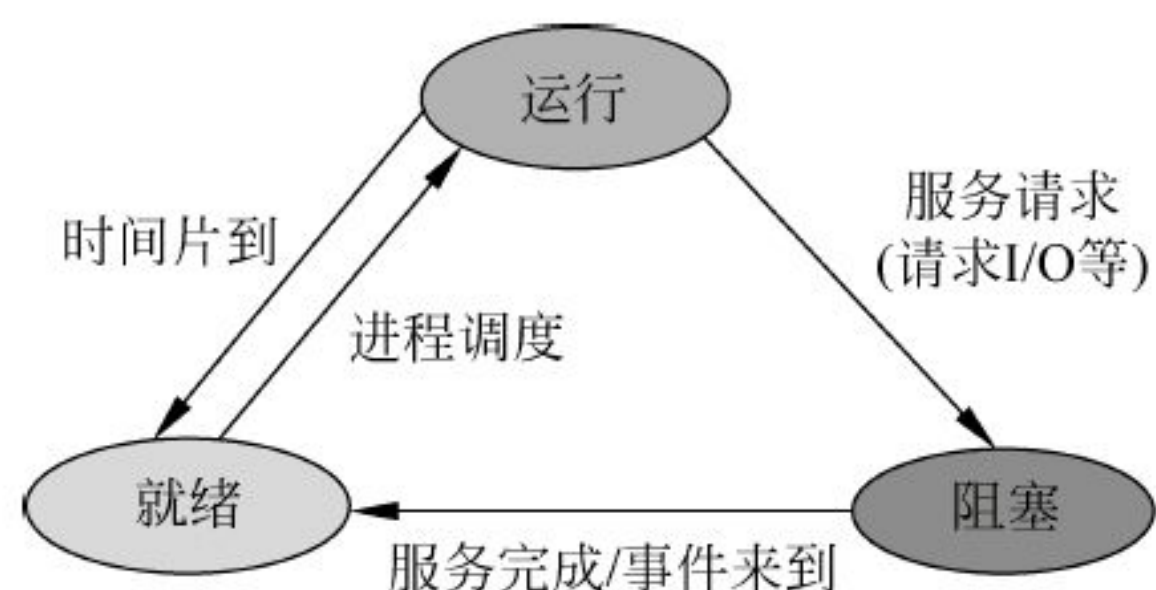 运行
时间片到
服务请求
(请求I/O等)
进程调度
就绪
阻塞
服务完成/事件来到